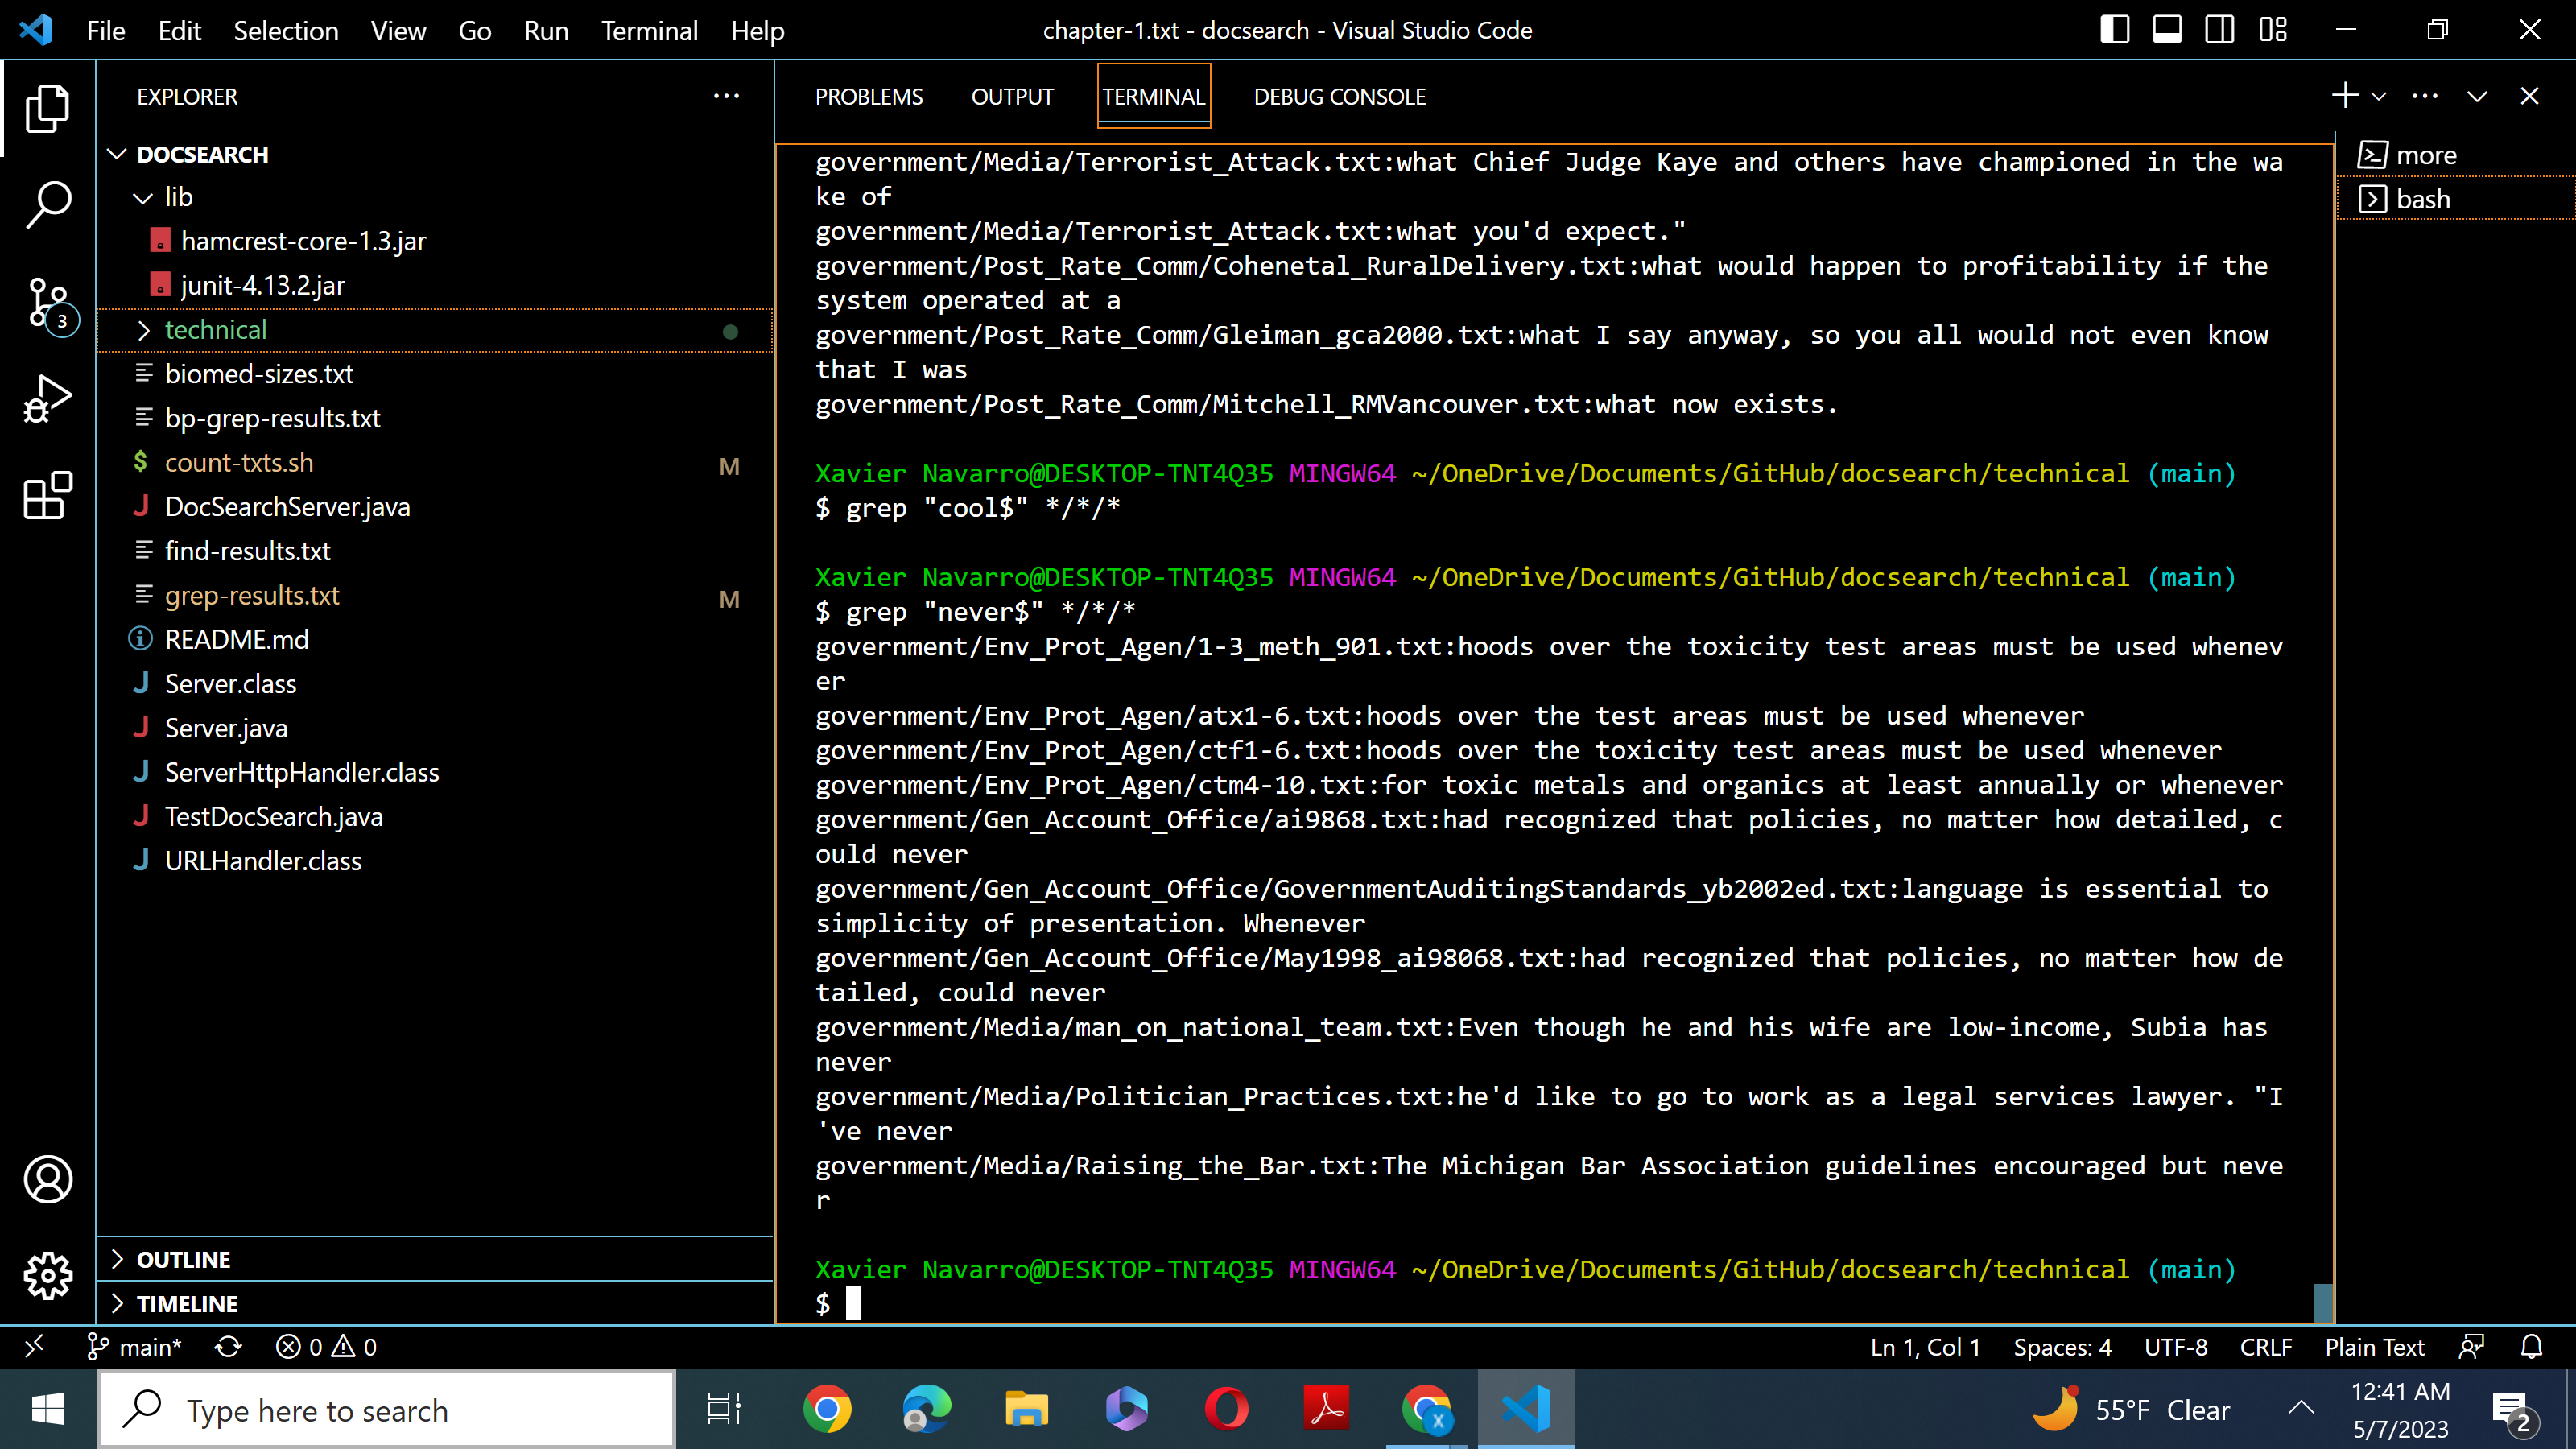 File Edit Selection View Go Run Terminal Help
chapter-1.txt - docsearch - Visual Studio Code
EXPLORER
DOCSEARCH
lib
hamcrest-core-1.3.jar
junit-4.13.2.jar
technical
biomed-sizes.txt
bp-grep-results.txt
$ count-txts.sh M
J DocSearchServer.java
find-results.txt
grep-results.txt M
README.md
J Server.class
J Server.java
J ServerHttpHandler.class
J TestDocSearch.java
J URLHandler.class
OUTLINE
TIMELINE
3
PROBLEMS OUTPUT TERMINAL DEBUG CONSOLE
government/Media/Terrorist_Attack.txt:what Chief Judge Kaye and others have championed in the wa
ke of
government/Media/Terrorist_Attack.txt:what you'd expect."
government/Post_Rate_Comm/Cohenetal_RuralDelivery.txt:what would happen to profitability if the
system operated at a
government/Post_Rate_Comm/Gleiman_gca2000.txt:what I say anyway, so you all would not even know
that I was
government/Post_Rate_Comm/Mitchell_RMVancouver.txt:what now exists.
Xavier Navarro@DESKTOP-TNT4Q35 MINGW64 ~/OneDrive/Documents/GitHub/docsearch/technical (main)
$ grep "cool$" */*/*
Xavier Navarro@DESKTOP-TNT4Q35 MINGW64 ~/OneDrive/Documents/GitHub/docsearch/technical (main)
$ grep "never$" */*/*
government/Env_Prot_Agen/1-3_meth_901.txt:hoods over the toxicity test areas must be used whenev
er
government/Env_Prot_Agen/atx1-6.txt:hoods over the test areas must be used whenever
government/Env_Prot_Agen/ctf1-6.txt:hoods over the toxicity test areas must be used whenever
government/Env_Prot_Agen/ctm4-10.txt:for toxic metals and organics at least annually or whenever
government/Gen_Account_Office/ai9868.txt:had recognized that policies, no matter how detailed, c
ould never
government/Gen_Account_Office/GovernmentAuditingStandards_yb2002ed.txt:language is essential to
simplicity of presentation. Whenever
government/Gen_Account_Office/May1998_ai98068.txt:had recognized that policies, no matter how de
tailed, could never
government/Media/man_on_national_team.txt:Even though he and his wife are low-income, Subia has
never
government/Media/Politician_Practices.txt:he'd like to go to work as a legal services lawyer. "I
've never
government/Media/Raising_the_Bar.txt:The Michigan Bar Association guidelines encouraged but neve
r
Xavier Navarro@DESKTOP-TNT4Q35 MINGW64 ~/OneDrive/Documents/GitHub/docsearch/technical (main)
$
more
bash
main* 0 0
Ln 1, Col 1 Spaces: 4 UTF-8 CRLF Plain Text
Type here to search
X
55°F Clear
12:41 AM
5/7/2023
2